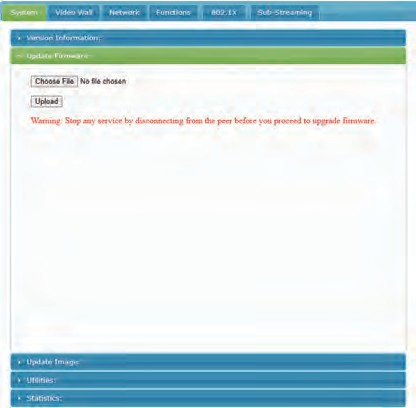 System Video Wall Network Functions 802.1X Sub-Streaming
Version Information:
Update Firmware:
Choose File No file chosen
Upload
Warning: Stop any service by disconnecting from the peer before you proceed to upgrade firmware.
Update Image:
Utilities:
Statistics: